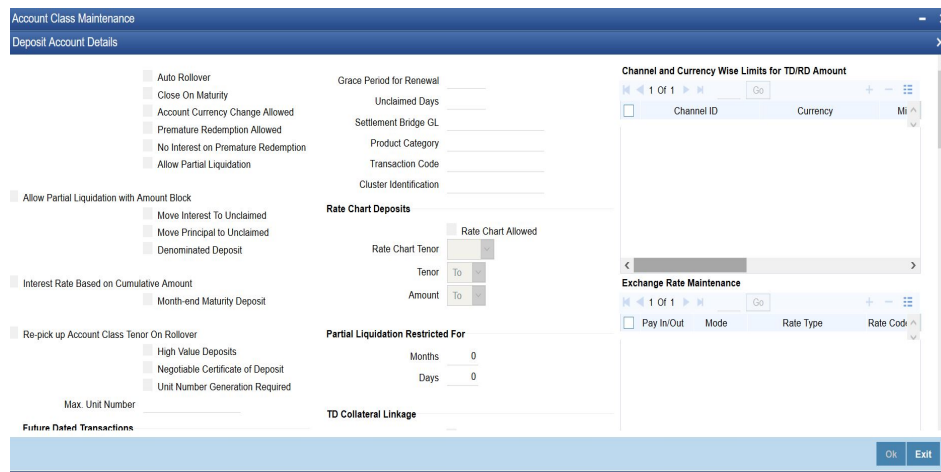 Account Class Maintenance
Deposit Account Details
Auto Rollover
Close On Maturity
Account Currency Change Allowed
Premature Redemption Allowed
No Interest on Premature Redemption
Allow Partial Liquidation
Allow Partial Liquidation with Amount Block
Move Interest To Unclaimed
Move Principal to Unclaimed
Denominated Deposit
Interest Rate Based on Cumulative Amount
Month-end Maturity Deposit
Re-pick up Account Class Tenor On Rollover
High Value Deposits
Negotiable Certificate of Deposit
Unit Number Generation Required
Max. Unit Number
Future Dated Transactions
Grace Period for Renewal
Unclaimed Days
Settlement Bridge GL
Product Category
Transaction Code
Cluster Identification
Rate Chart Deposits
Rate Chart Allowed
Rate Chart Tenor
Tenor To
Amount To
Partial Liquidation Restricted For
Months 0
Days 0
TD Collateral Linkage
Channel and Currency Wise Limits for TD/RD Amount
1 Of 1 Go
Channel ID Currency Mi
Exchange Rate Maintenance
1 Of 1 Go
Pay In/Out Mode Rate Type Rate Code
Ok Exit